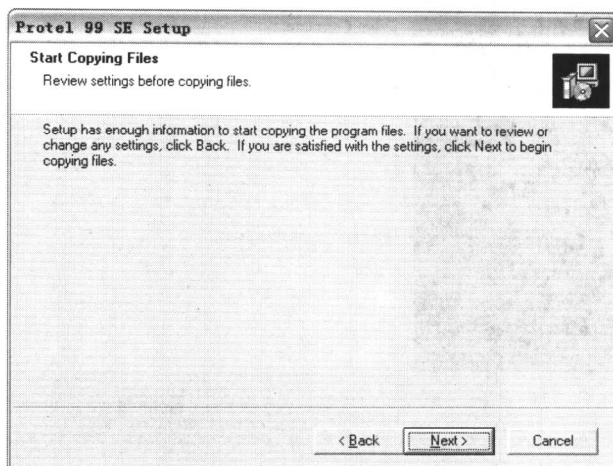 Protel 99 SE Setup
Start Copying Files
Review settings before copying files.
Setup has enough information to start copying the program files. If you want to review or
change any settings, click Back. If you are satisfied with the settings, click Next to begin
copying files.
< Back Next > Cancel